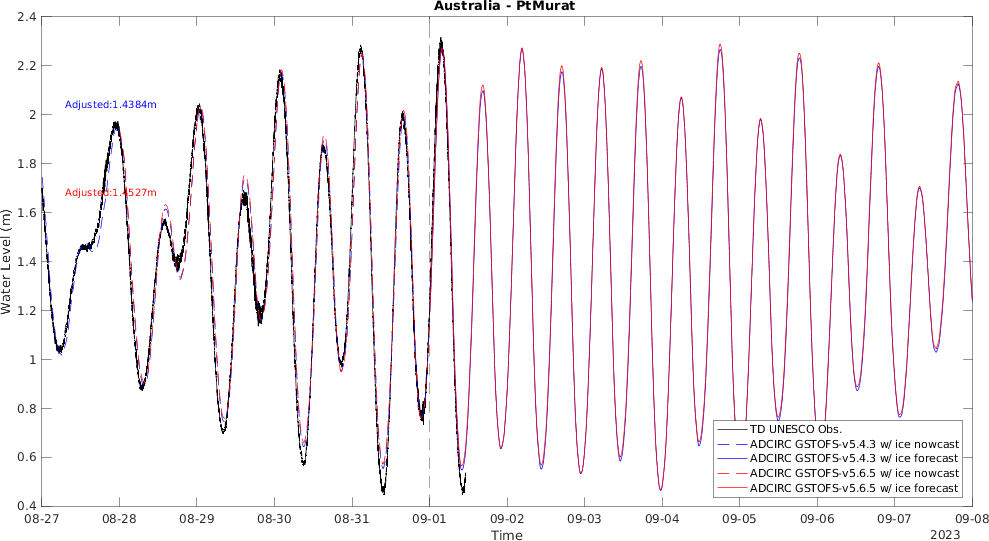 Australia - PtMurat
2.4
2.2
2
1.8
1.6
1.4
1.2
1
0.8
0.6
0.4
Water Level (m)
Adjusted:1.4384m
Adjusted:1.4527m
TD UNESCO Obs.
ADCIRC GSTOFS-v5.4.3 w/ ice nowcast
ADCIRC GSTOFS-v5.4.3 w/ ice forecast
ADCIRC GSTOFS-v5.6.5 w/ ice nowcast
ADCIRC GSTOFS-v5.6.5 w/ ice forecast
08-27 08-28 08-29 08-30 08-31 09-01 09-02 09-03 09-04 09-05 09-06 09-07 09-08
Time
2023